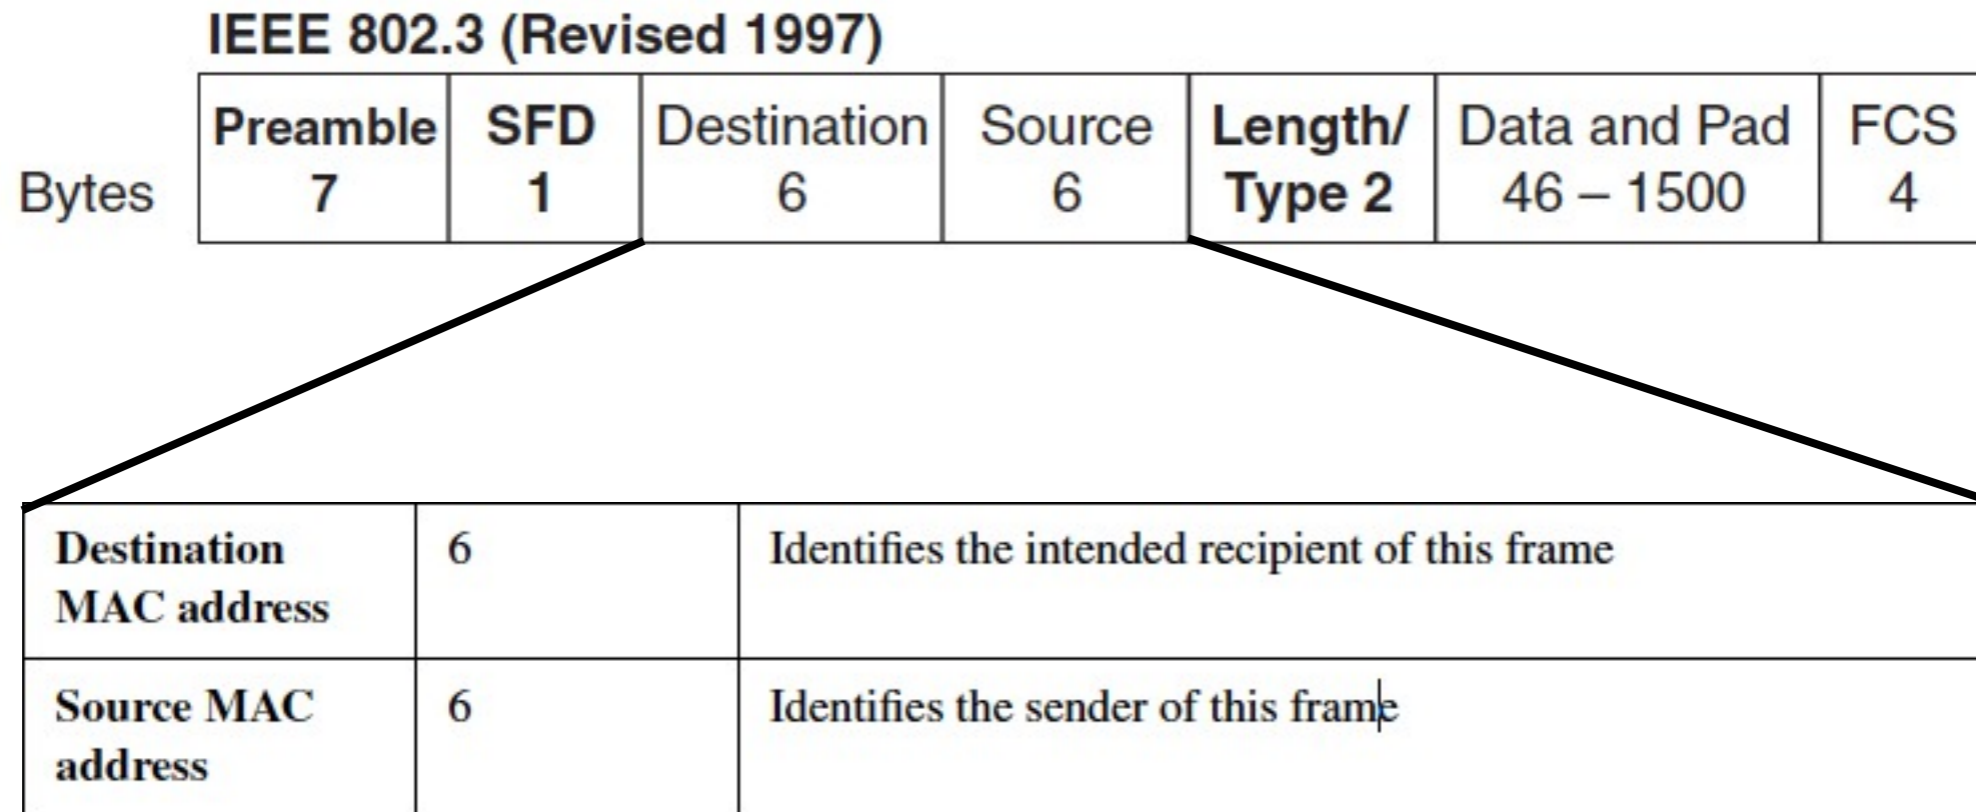 IEEE 802.3 (Revised 1997)
Preamble SFD Destination Source Length/ Data and Pad FCS
Bytes 7 1 6 6 Type 2 46 – 1500 4
Destination 6 Identifies the intended recipient of this frame
MAC address
Source MAC 6 Identifies the sender of this frame
address